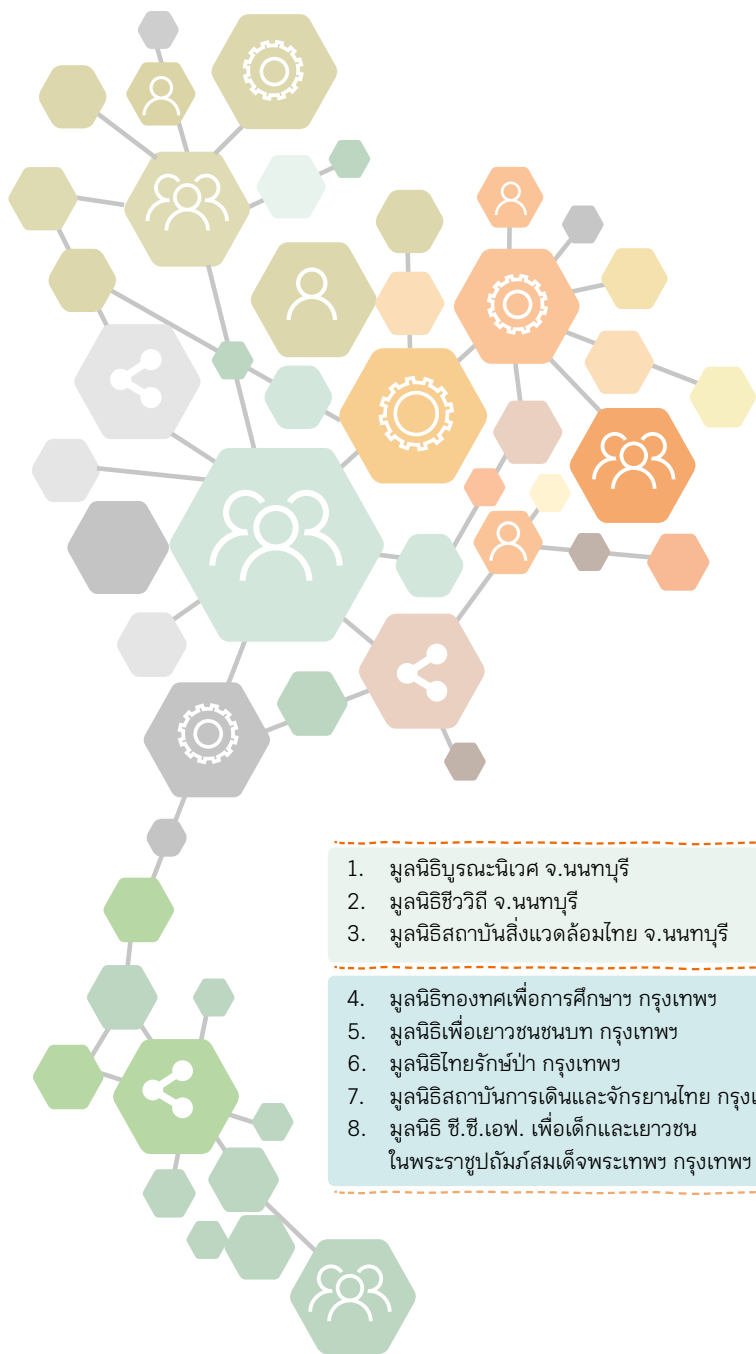 1. มูลนิธิบูรณะนิเวศ จ.นนทบุรี
2. มูลนิธิชีววิถี จ.นนทบุรี
3. มูลนิธิสถาบันสิ่งแวดล้อมไทย จ.นนทบุรี
4. มูลนิธิทองทศเพื่อการศึกษาฯ กรุงเทพฯ
5. มูลนิธิเพื่อเยาวชนชนบท กรุงเทพฯ
6. มูลนิธิไทยรักษ์ป่า กรุงเทพฯ
7. มูลนิธิสถาบันการเดินและจักรยานไทย
8. มูลนิธิ ซี.ซี.เอฟ. เพื่อเด็กและเยาวชน
ในพระราชูปถัมภ์สมเด็จพระเทพฯ กรุงเทพฯ